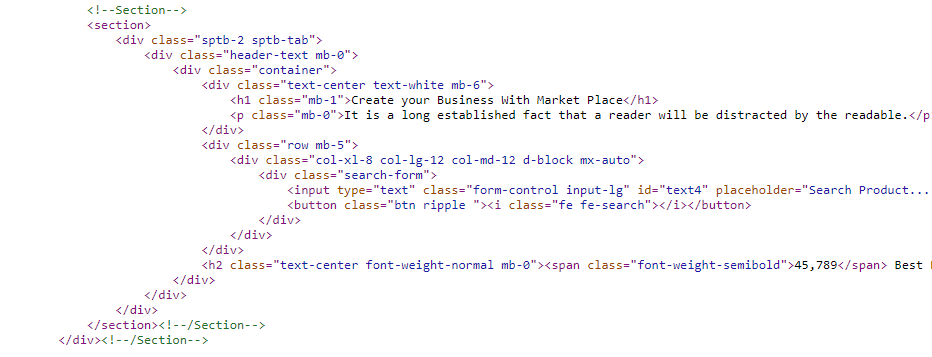 <!--Section-->
<section>
<div class="sptb-2 sptb-tab">
<div class="header-text mb-0">
<div class="container">
<div class="text-center text-white mb-6">
<h1 class="mb-1">Create your Business With Market Place</h1>
<p class="mb-0">It is a long established fact that a reader will be distracted by the readable.</p
</div>
<div class="row mb-5">
<div class="col-xl-8 col-lg-12 col-md-12 d-block mx-auto">
<div class="search-form">
<input type="text" class="form-control input-lg" id="text4" placeholder="Search Product...
<button class="btn ripple "><i class="fe fe-search"></i></button>
</div>
</div>
</div>
<h2 class="text-center font-weight-normal mb-0"><span class="font-weight-semibold">45,789</span> Best
</div>
</div>
</div>
</section><!--/Section-->
</div><!--/Section-->